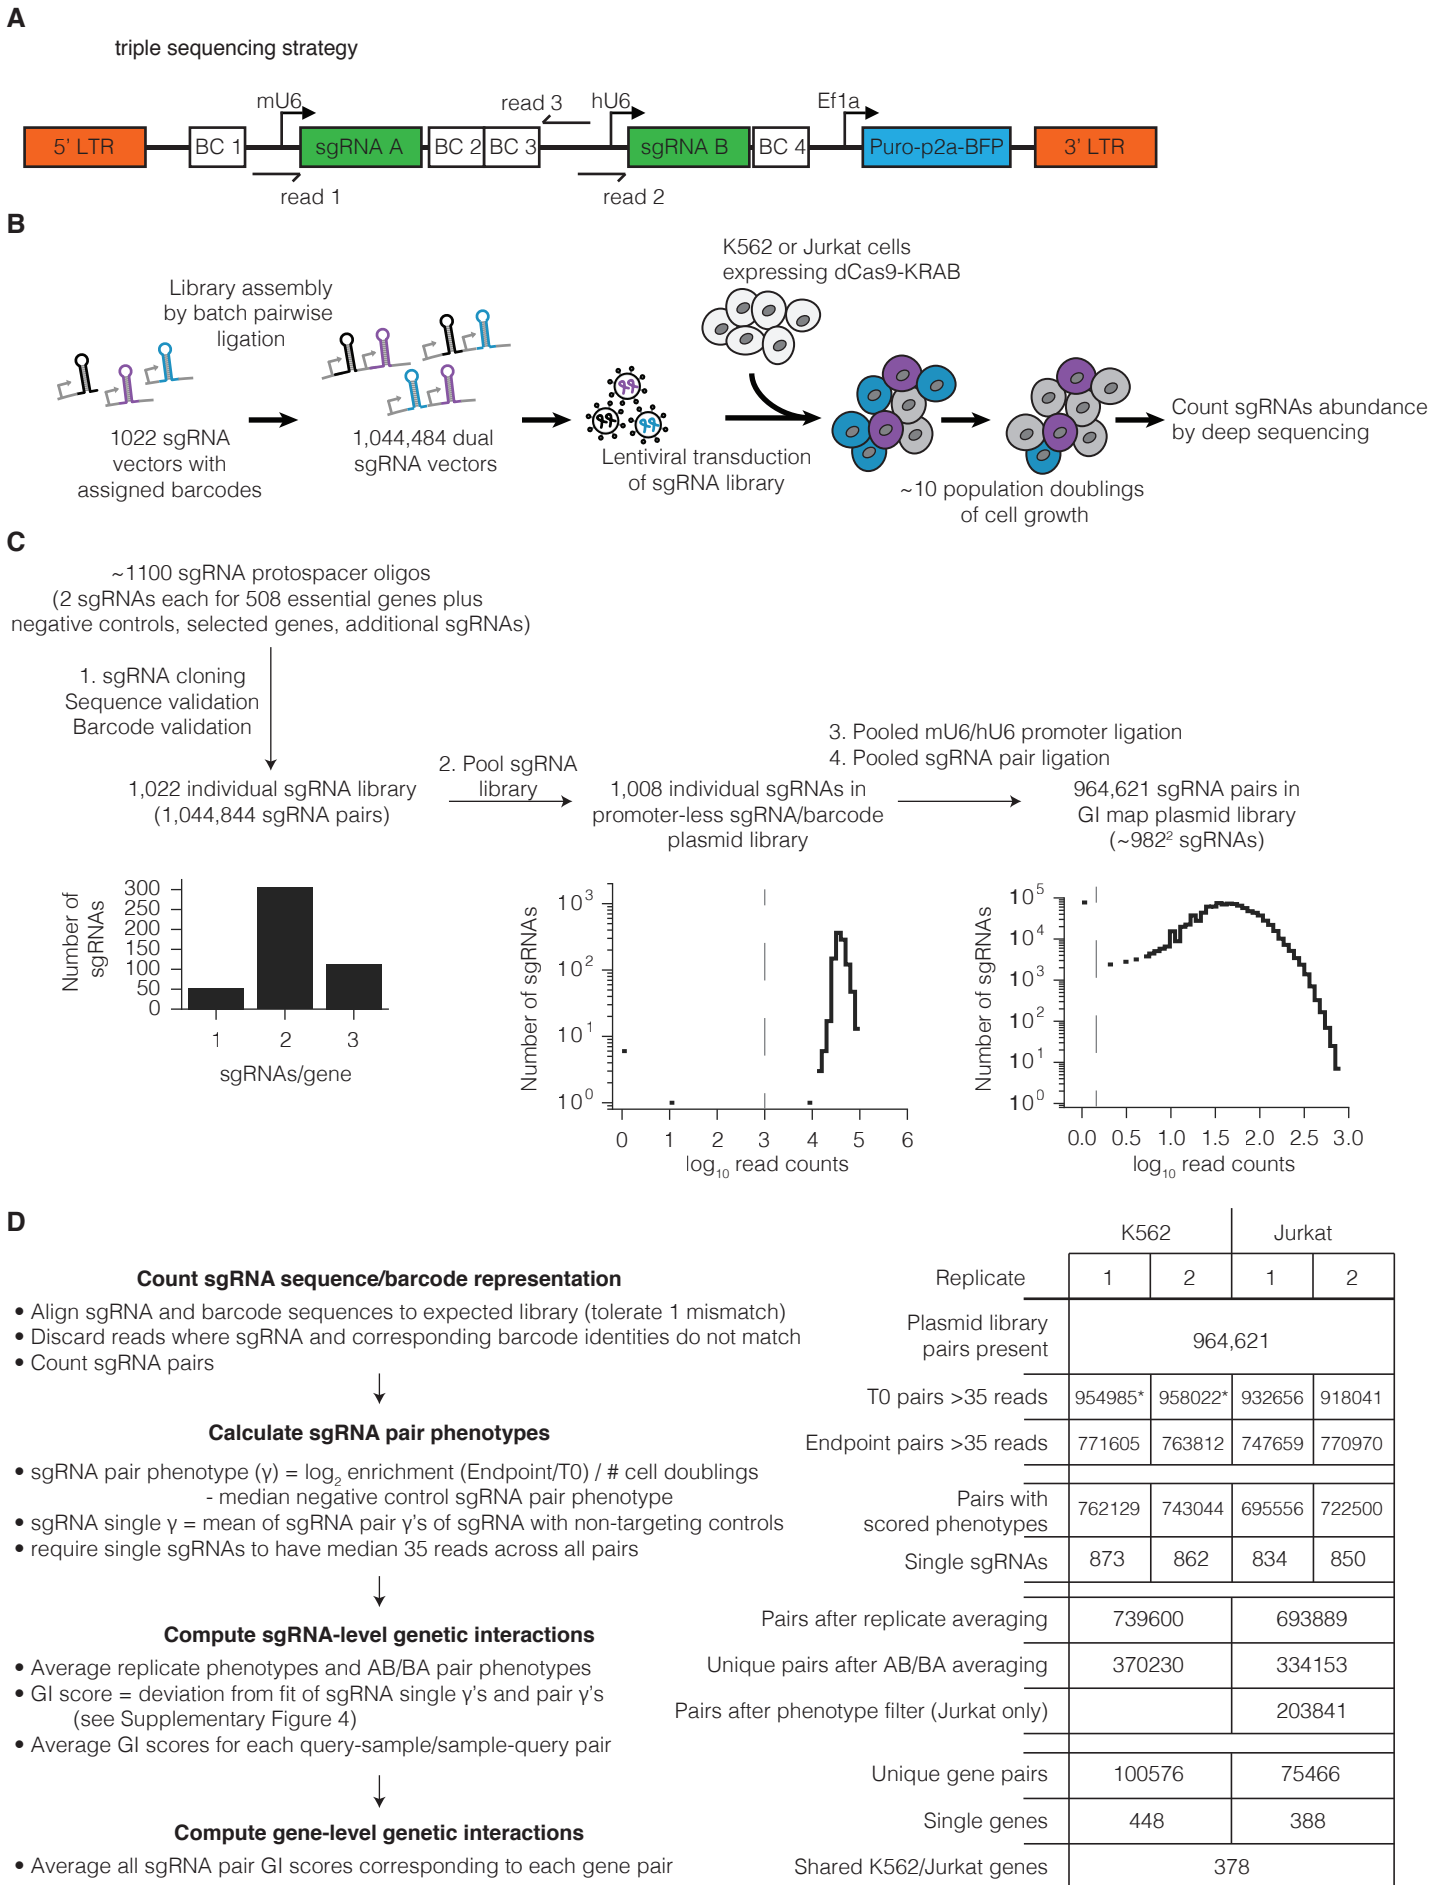 A
triple sequencing strategy
mU6
read 3
hU6
Ef1a
5' LTR
BC 1
sgRNA A
BC 2
BC 3
sgRNA B
BC 4
Puro-p2a-BFP
3' LTR
read 1
read 2
B
Library assembly
by batch pairwise
ligation
K562 or Jurkat cells
expressing dCas9-KRAB
1022 sgRNA
vectors with
assigned barcodes
1,044,484 dual
sgRNA vectors
Lentiviral transduction
of sgRNA library
~10 population doublings
of cell growth
Count sgRNAs abundance
by deep sequencing
C
~1100 sgRNA protospacer oligos
(2 sgRNAs each for 508 essential genes plus
negative controls, selected genes, additional sgRNAs)
1. sgRNA cloning
Sequence validation
Barcode validation
1,022 individual sgRNA library
(1,044,844 sgRNA pairs)
2. Pool sgRNA
library
1,008 individual sgRNAs in
promoter-less sgRNA/barcode
plasmid library
3. Pooled mU6/hU6 promoter ligation
4. Pooled sgRNA pair ligation
964,621 sgRNA pairs in
GI map plasmid library
(~982² sgRNAs)
Number of
sgRNAs
300
250
200
150
100
50
0
1 2 3
sgRNAs/gene
Number of sgRNAs
10³
10²
10¹
10⁰
0 1 2 3 4 5 6
log₁₀ read counts
Number of sgRNAs
10⁵
10⁴
10³
10²
10¹
10⁰
0.0 0.5 1.0 1.5 2.0 2.5 3.0
log₁₀ read counts
D
Count sgRNA sequence/barcode representation
• Align sgRNA and barcode sequences to expected library (tolerate 1 mismatch)
• Discard reads where sgRNA and corresponding barcode identities do not match
• Count sgRNA pairs
Calculate sgRNA pair phenotypes
• sgRNA pair phenotype (γ) = log₂ enrichment (Endpoint/T0) / # cell doublings
- median negative control sgRNA pair phenotype
• sgRNA single γ = mean of sgRNA pair γ's of sgRNA with non-targeting controls
• require single sgRNAs to have median 35 reads across all pairs
Compute sgRNA-level genetic interactions
• Average replicate phenotypes and AB/BA pair phenotypes
• GI score = deviation from fit of sgRNA single γ's and pair γ's
(see Supplementary Figure 4)
• Average GI scores for each query-sample/sample-query pair
Compute gene-level genetic interactions
• Average all sgRNA pair GI scores corresponding to each gene pair
K562 Jurkat
Replicate 1 2 1 2
Plasmid library
pairs present 964,621
T0 pairs >35 reads 954985* 958022* 932656 918041
Endpoint pairs >35 reads 771605 763812 747659 770970
Pairs with
scored phenotypes 762129 743044 695556 722500
Single sgRNAs 873 862 834 850
Pairs after replicate averaging 739600 693889
Unique pairs after AB/BA averaging 370230 334153
Pairs after phenotype filter (Jurkat only) 203841
Unique gene pairs 100576 75466
Single genes 448 388
Shared K562/Jurkat genes 378